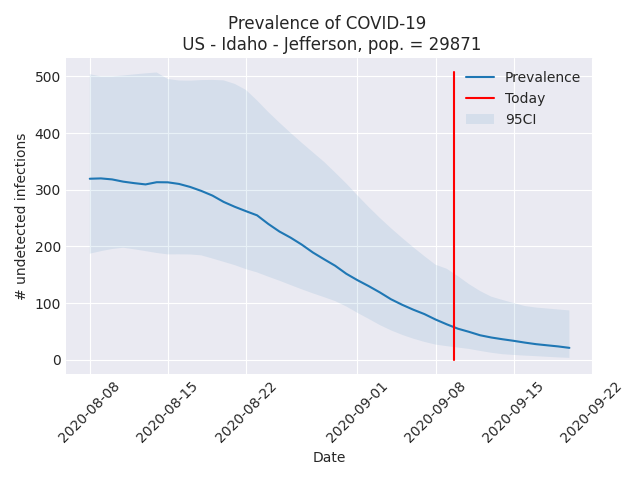 Prevalence of COVID-19
US - Idaho - Jefferson, pop. = 29871
Prevalence
Today
95CI
# undetected infections
500
400
300
200
100
0
2020-08-08
2020-08-15
2020-08-22
2020-09-01
2020-09-08
2020-09-15
2020-09-22
Date